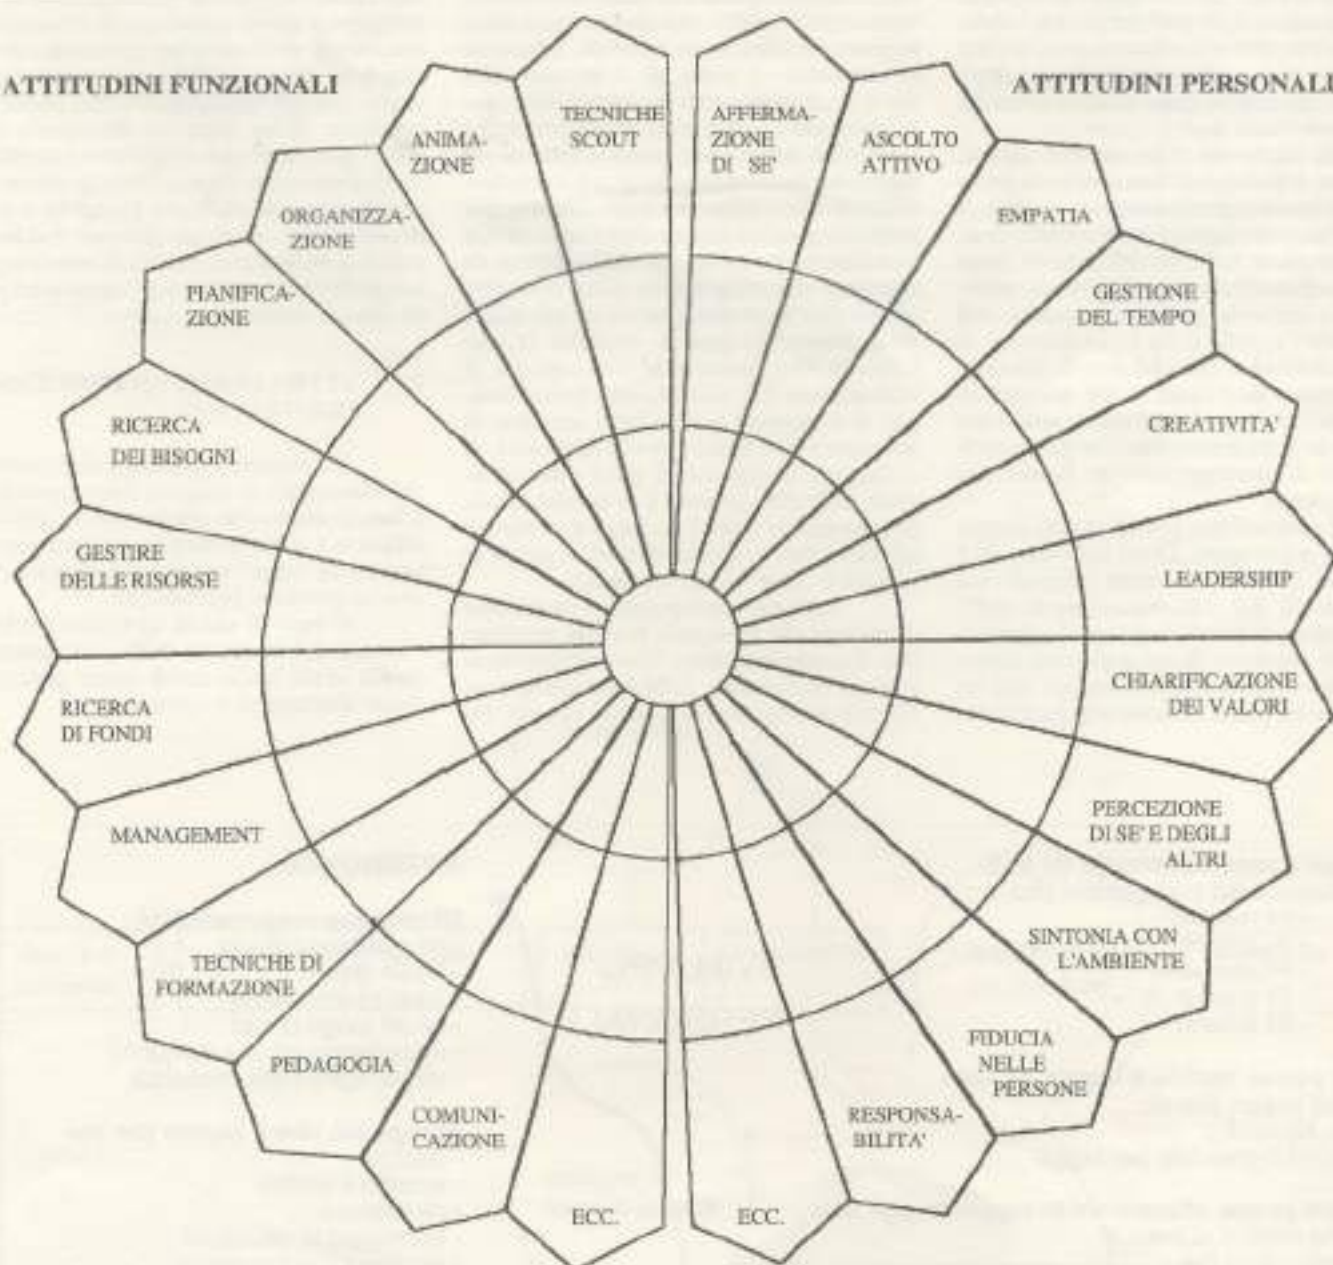 ATTITUDINI FUNZIONALI
ATTITUDINI PERSONALI
TECNICHE
SCOUT
ANIMA-
ZIONE
ORGANIZZA-
ZIONE
PIANIFICA-
ZIONE
RICERCA
DEI BISOGNI
GESTIRE
DELLE RISORSE
RICERCA
DI FONDI
MANAGEMENT
TECNICHE DI
FORMAZIONE
PEDAGOGIA
COMUNI-
CAZIONE
ECC.
AFFERMA-
ZIONE
DI SE'
ASCOLTO
ATTIVO
EMPATIA
GESTIONE
DEL TEMPO
CREATIVITA'
LEADERSHIP
CHIARIFICAZIONE
DEI VALORI
PERCEZIONE
DI SE' E DEGLI
ALTRI
SINTONIA CON
L'AMBIENTE
FIDUCIA
NELLE
PERSONE
RESPONSA-
BILITA'
ECC.